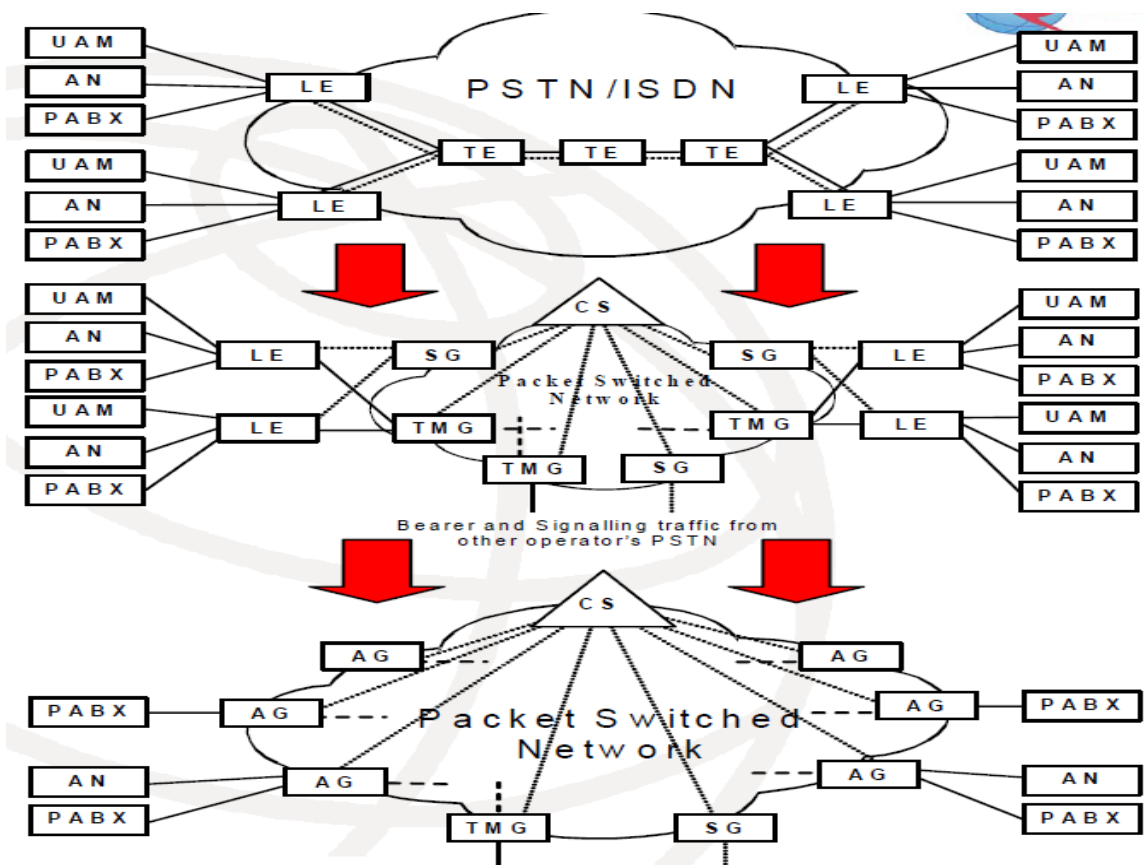 UAM
AN
PABX
UAM
AN
PABX
LE
LE
PSTN/ISDN
TE
TE
TE
LE
LE
UAM
AN
PABX
UAM
AN
PABX
UAM
AN
PABX
UAM
AN
PABX
LE
LE
CS
SG
SG
Packet Switched
Network
TMG
TMG
TMG
SG
LE
LE
UAM
AN
PABX
UAM
AN
PABX
Bearer and Signalling traffic from
other operator's PSTN
CS
AG
AG
PABX
AG
AG
PABX
Packet Switched
Network
AN
PABX
AG
AG
AN
PABX
TMG
SG